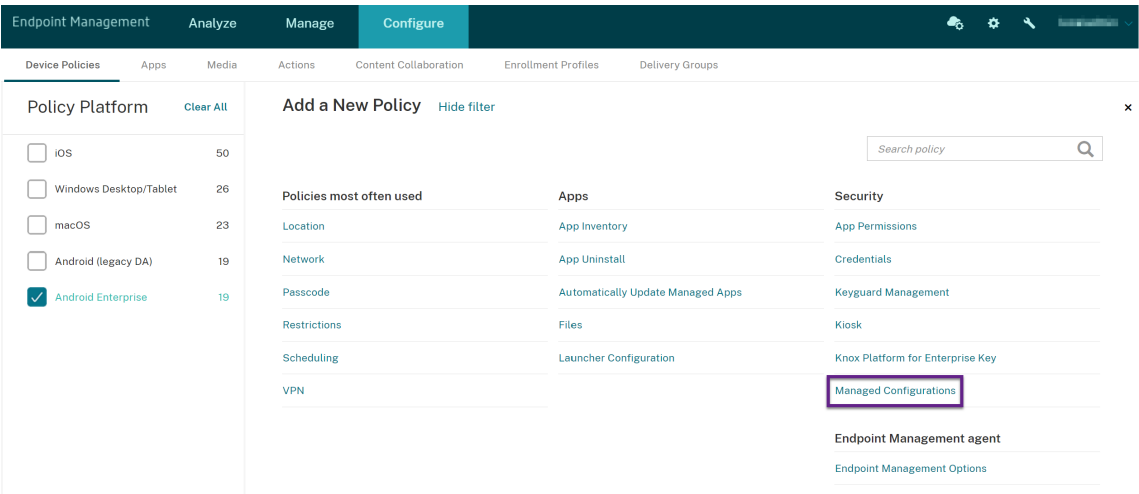 Endpoint Management Analyze Manage Configure
Device Policies Apps Media Actions Content Collaboration Enrollment Profiles Delivery Groups
Policy Platform Clear All
iOS 50
Windows Desktop/Tablet 26
macOS 23
Android (legacy DA) 19
Android Enterprise 19
Add a New Policy Hide filter
Search policy
Policies most often used
Location
Network
Passcode
Restrictions
Scheduling
VPN
Apps
App Inventory
App Uninstall
Automatically Update Managed Apps
Files
Launcher Configuration
Security
App Permissions
Credentials
Keyguard Management
Kiosk
Knox Platform for Enterprise Key
Managed Configurations
Endpoint Management agent
Endpoint Management Options